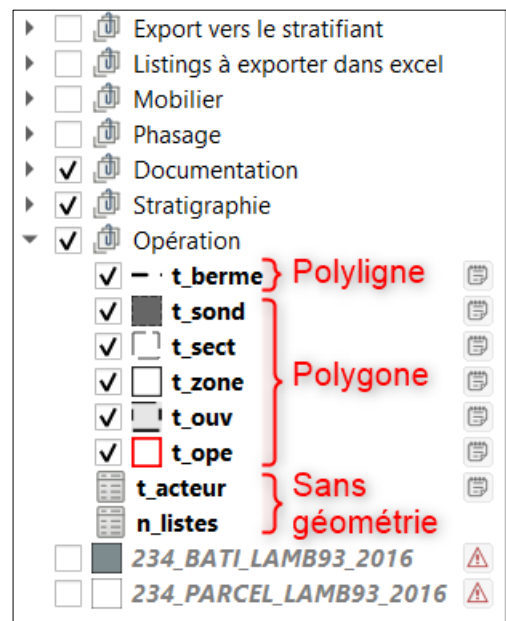 Export vers le stratifiant
Listings à exporter dans excel
Mobilier
Phasage
Documentation
Stratigraphie
Opération
t_berme Polyligne
t_sond
t_sect
t_zone Polygone
t_ouv
t_ope
t_acteur Sans
n_listes géométrie
234_BATI_LAMB93_2016
234_PARCEL_LAMB93_2016